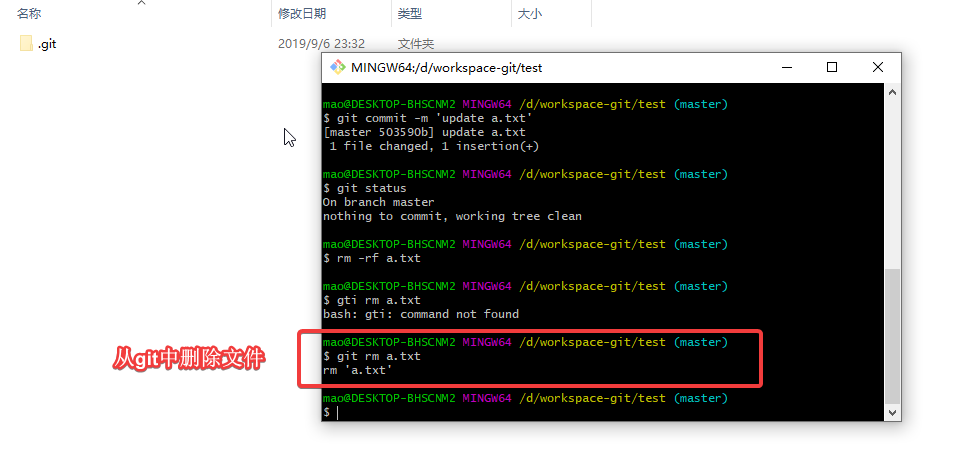 名称 修改日期 类型 大小
.git 2019/9/6 23:32 文件夹
MINGW64:/d/workspace-git/test
mao@DESKTOP-BHSCNM2 MINGW64 /d/workspace-git/test (master)
$ git commit -m 'update a.txt'
[master 503590b] update a.txt
1 file changed, 1 insertion(+)
mao@DESKTOP-BHSCNM2 MINGW64 /d/workspace-git/test (master)
$ git status
On branch master
nothing to commit, working tree clean
mao@DESKTOP-BHSCNM2 MINGW64 /d/workspace-git/test (master)
$ rm -rf a.txt
mao@DESKTOP-BHSCNM2 MINGW64 /d/workspace-git/test (master)
$ gti rm a.txt
bash: gti: command not found
mao@DESKTOP-BHSCNM2 MINGW64 /d/workspace-git/test (master)
从git中删除文件
$ git rm a.txt
rm 'a.txt'
mao@DESKTOP-BHSCNM2 MINGW64 /d/workspace-git/test (master)
$